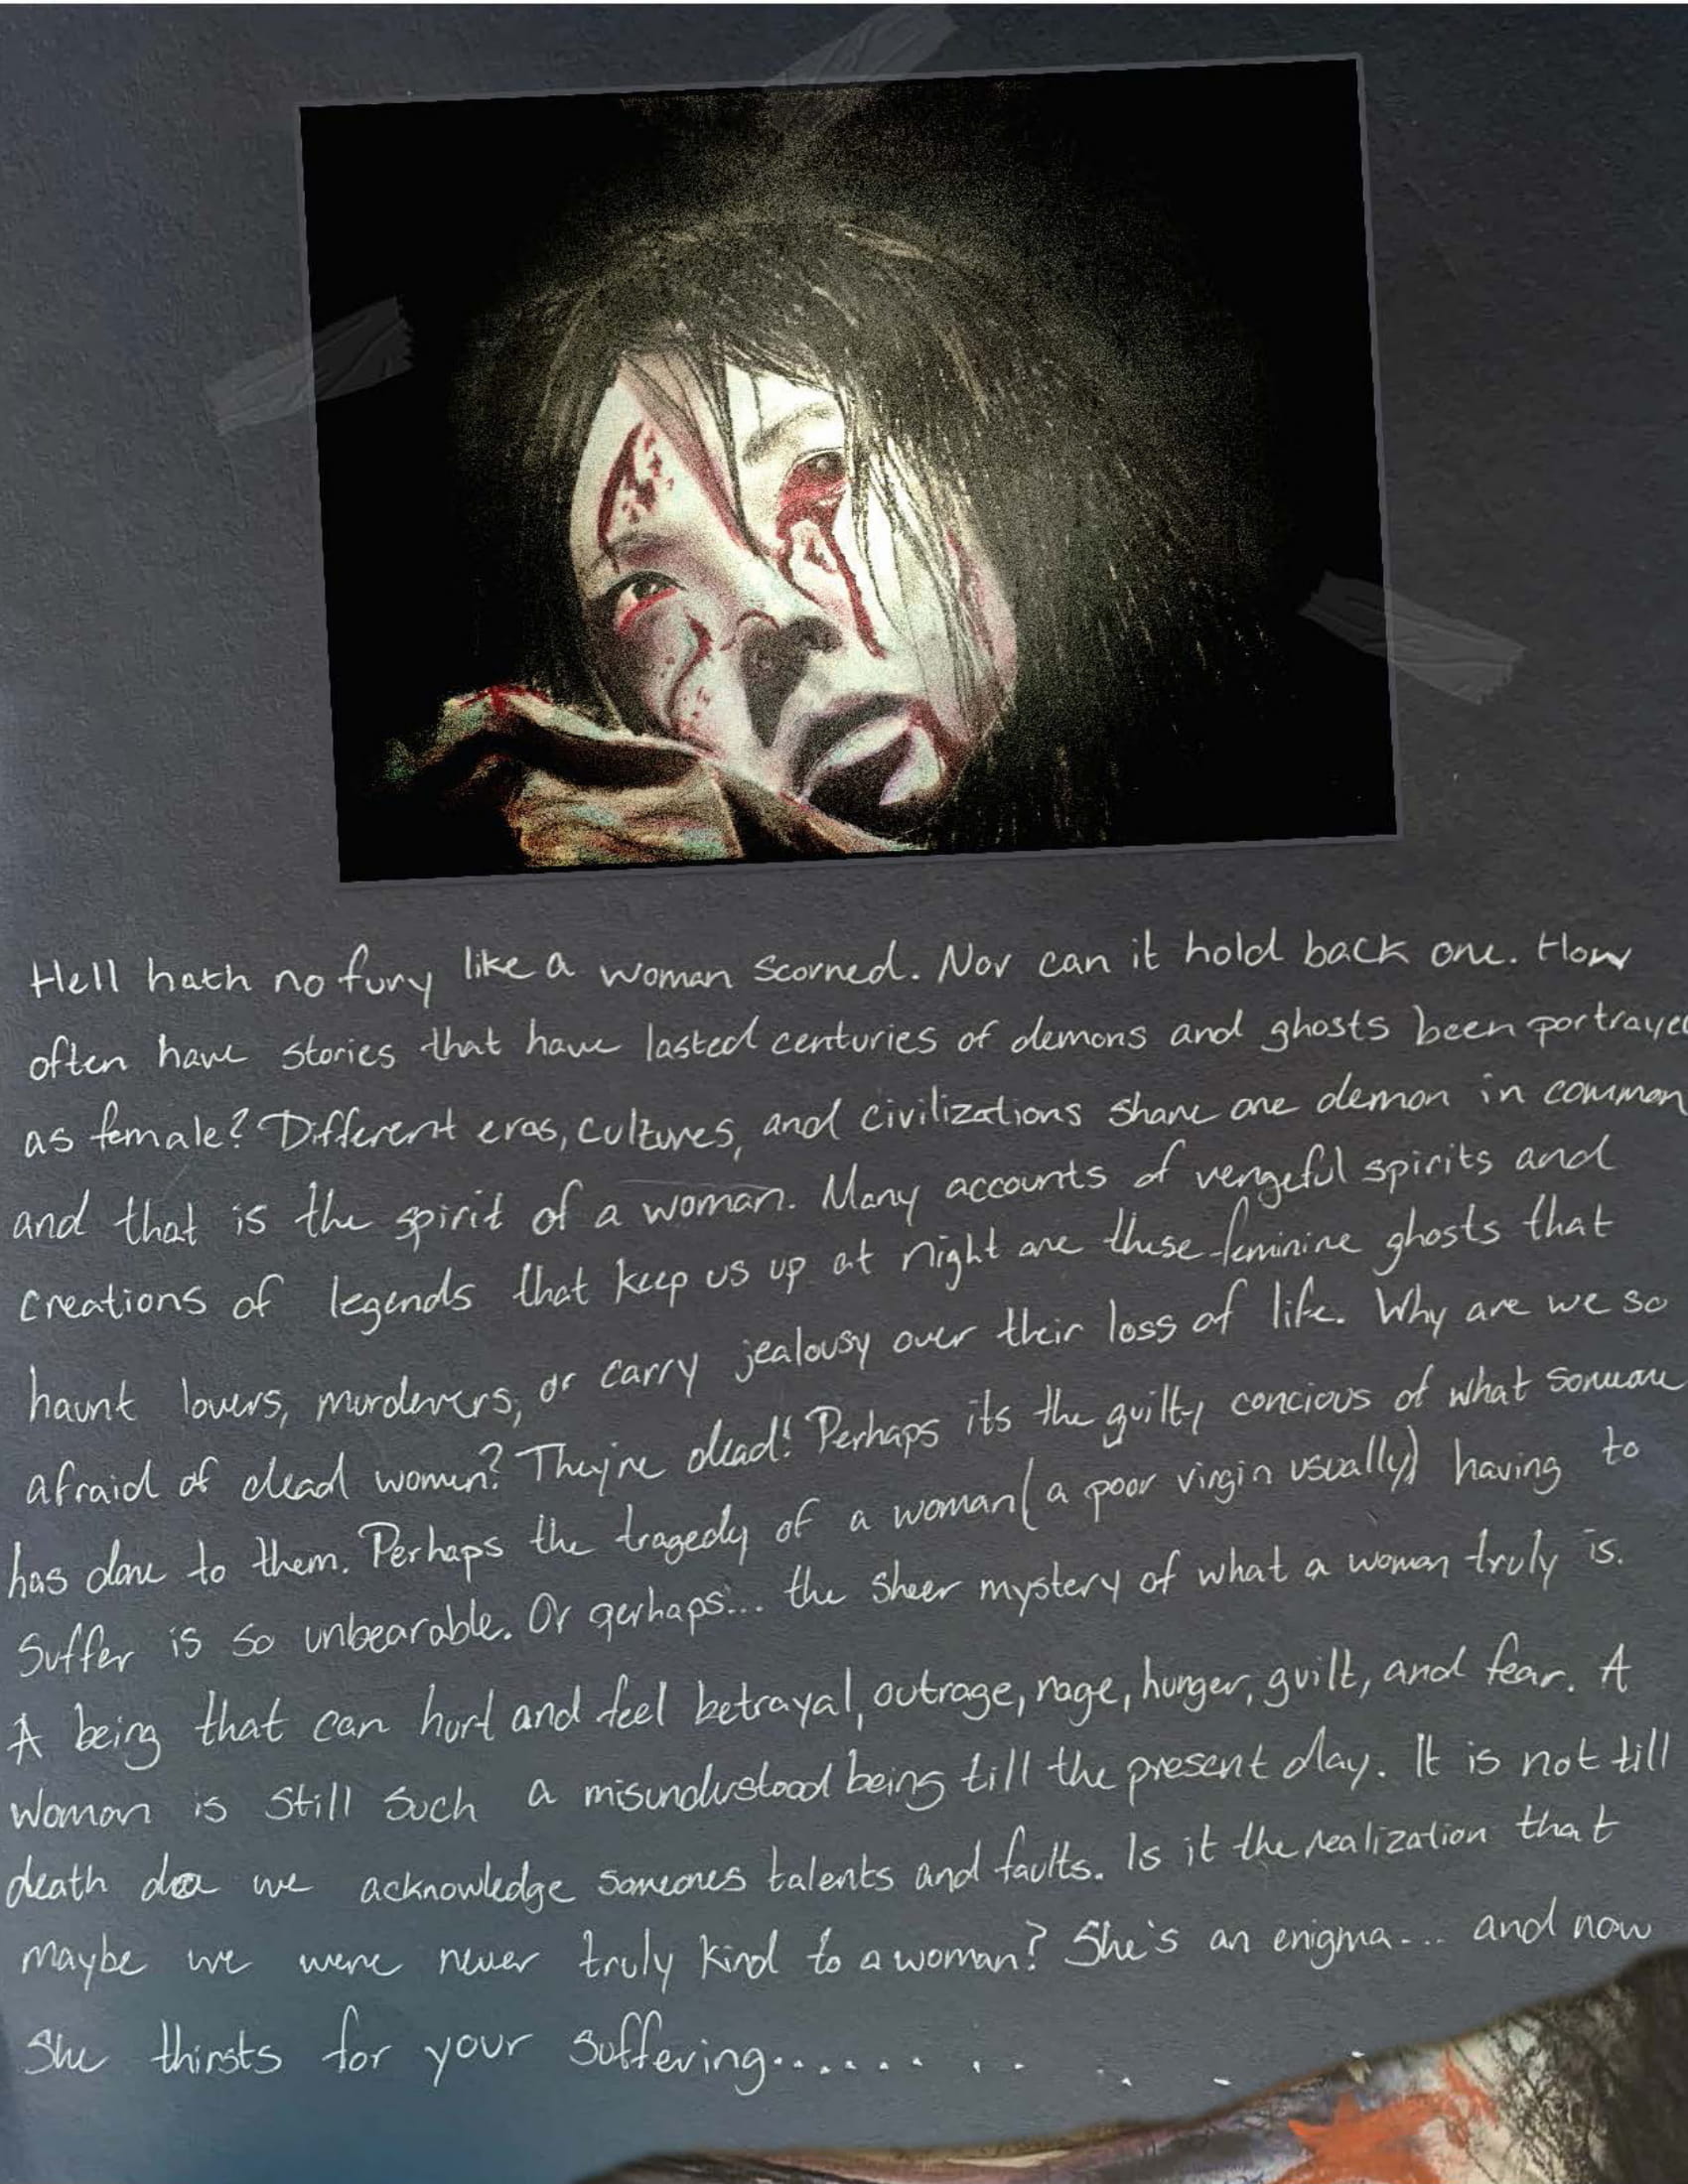 Hell hath no fury like a woman scorned. Nor can it hold back one. How
often have stories that have lasted centuries of demons and ghosts been portrayed
as female? Different eras, cultures, and civilizations share one demon in common
and that is the spirit of a woman. Many accounts of vengeful spirits and
creations of legends that keep us up at night are these feminine ghosts that
haunt lovers, murderers, or carry jealousy over their loss of life. Why are we so
afraid of dead women? They're dead! Perhaps its the guilty concious of what someone
has done to them. Perhaps the tragedy of a woman (a poor virgin usually) having to
suffer is so unbearable. Or perhaps... the sheer mystery of what a woman truly is.
A being that can hurt and feel betrayal, outrage, rage, hunger, guilt, and fear. A
woman is still such a misunderstood being till the present day. It is not till
death do we acknowledge someones talents and faults. Is it the realization that
maybe we were never truly kind to a woman? She's an enigma... and now
she thirsts for your suffering............